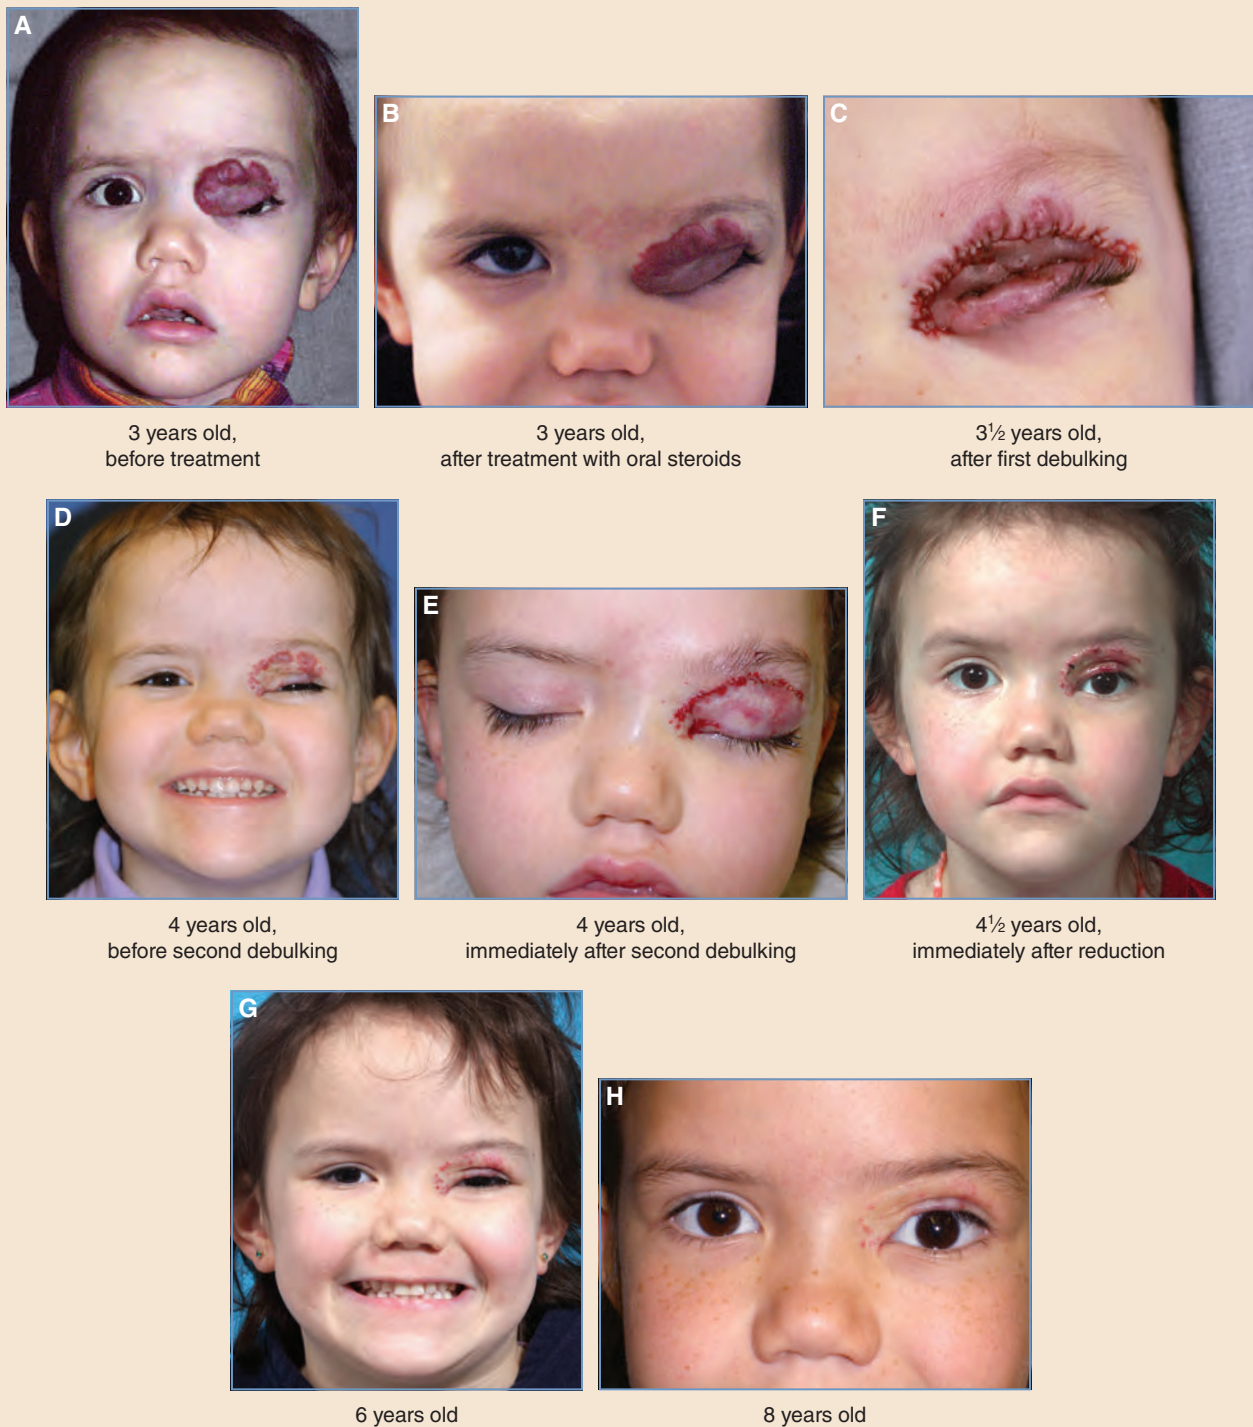 A
B
C
3 years old,
before treatment
3 years old,
after treatment with oral steroids
3½ years old,
after first debulking
D
E
F
4 years old,
before second debulking
4 years old,
immediately after second debulking
4½ years old,
immediately after reduction
G
H
6 years old
8 years old